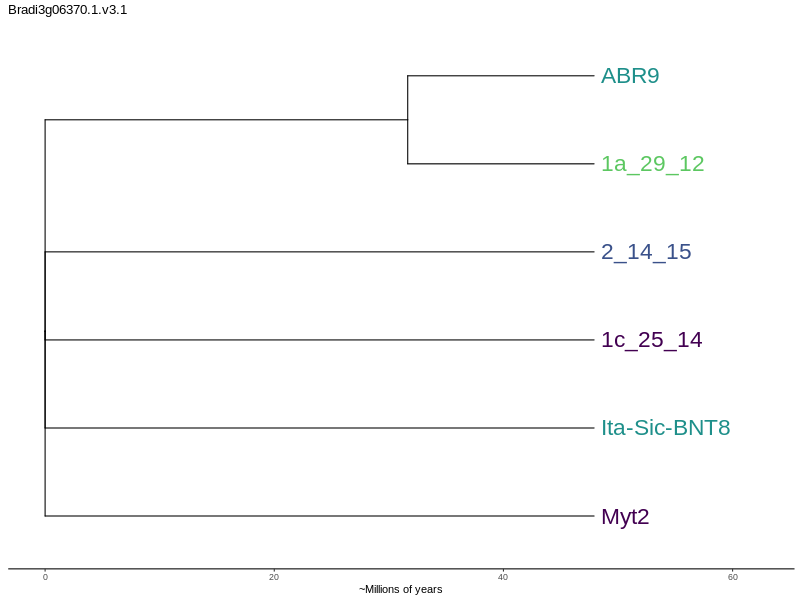 Bradi3g06370.1.v3.1
ABR9
1a_29_12
2_14_15
1c_25_14
Ita-Sic-BNT8
Myt2
0 20 40 60
~Millions of years